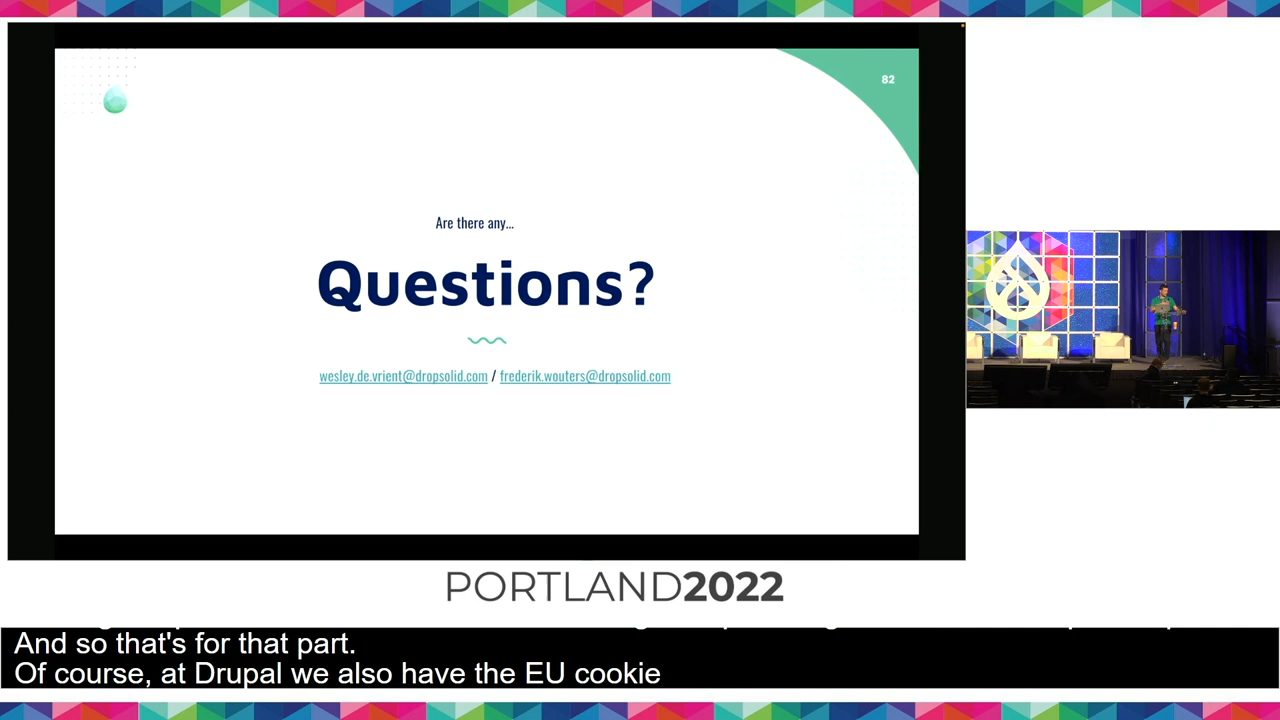 82
Are there any...
Questions?
wesley.de.vrient@dropsolid.com / frederik.wouters@dropsolid.com
PORTLAND2022
And so that's for that part.
Of course, at Drupal we also have the EU cookie